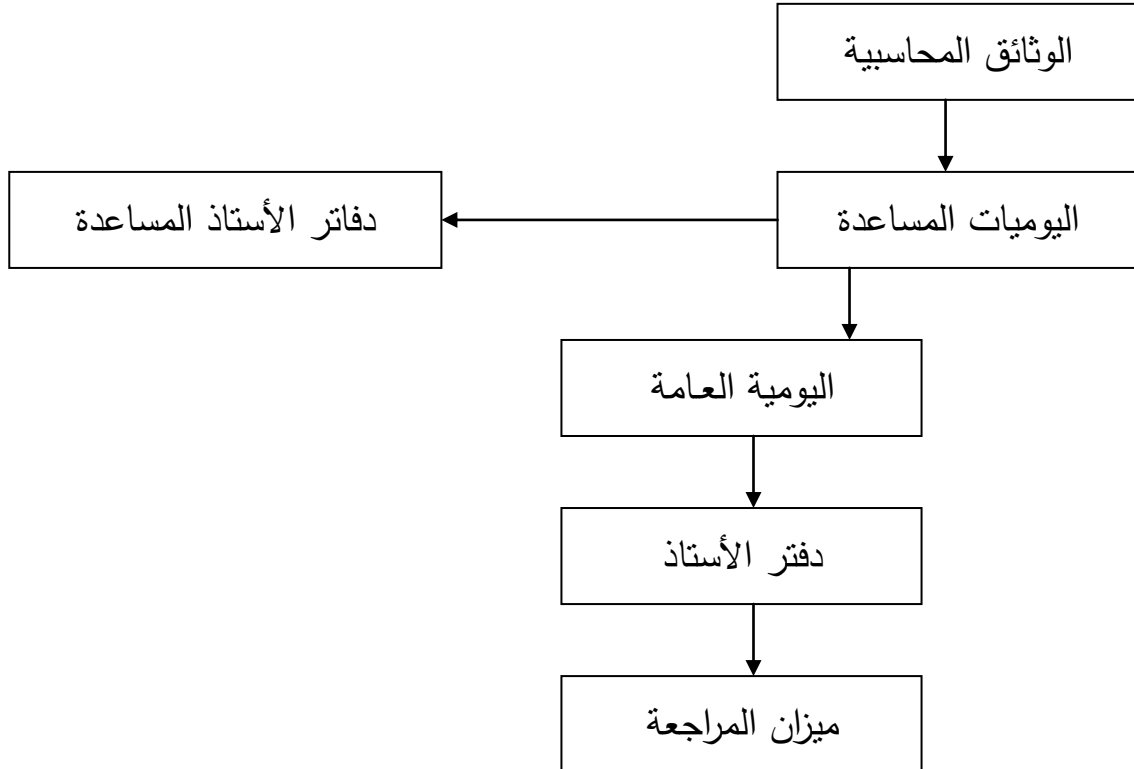 الوثائق المحاسبية
اليوميات المساعدة
دفاتر الأستاذ المساعدة
اليومية العامة
دفتر الأستاذ
ميزان المراجعة